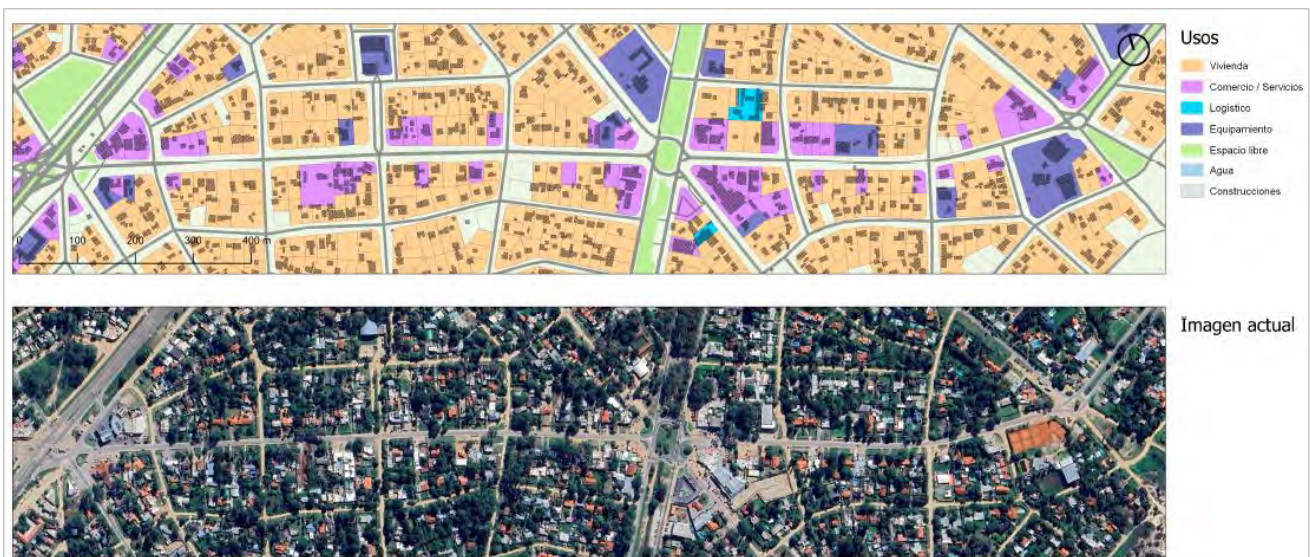 Usos
Vivienda
Comercio / Servicios
Logístico
Equipamiento
Espacio libre
Agua
Construcciones
0 100 200 300 400 m
Imagen actual